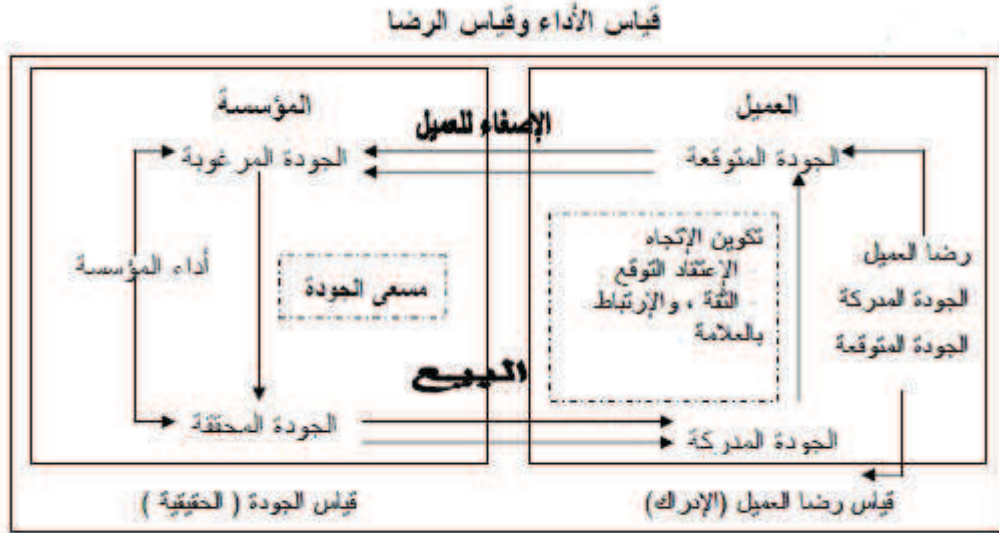 قياس الأداء وقياس الرضا
العميل
المؤسسة
الإصغاء للعميل
الجودة المتوقعة
الجودة المرغوبة
تكوين الإتجاه
الإعتقاد التوقع
الثقة ، والإرتباط
بالعلامة
رضا العميل
الجودة المدركة
الجودة المتوقعة
أداء المؤسسة
مسعى الجودة
البيع
الجودة المدركة
الجودة المحققة
قياس رضا العميل (الإدراك)
قياس الجودة ( الحقيقية )